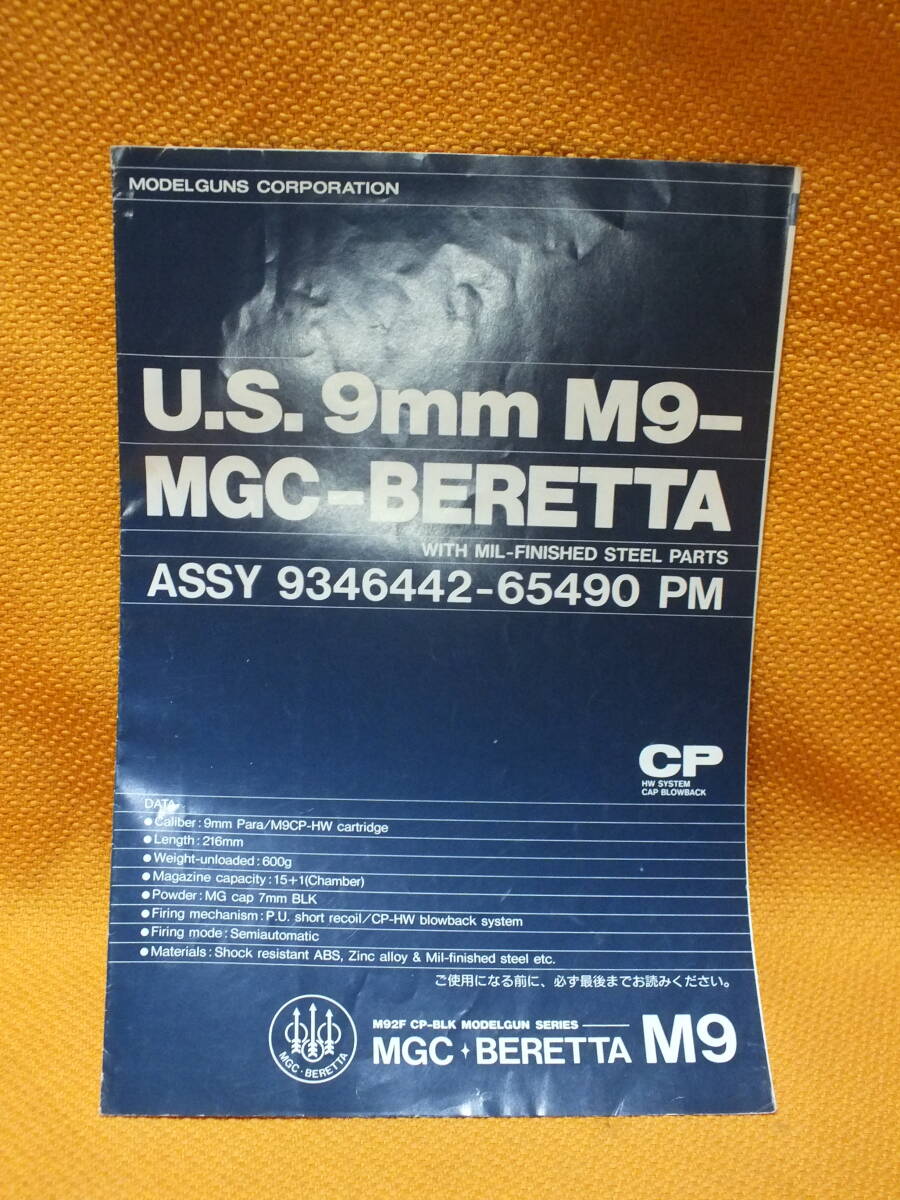 MODELGUNS CORPORATION
U.S. 9mm M9-
MGC-BERETTA
WITH MIL-FINISHED STEEL PARTS
ASSY 9346442-65490 PM
CP
HW SYSTEM
CAP BLOWBACK
DATA
●Caliber:9mm Para/M9CP-HW cartridge
●Length:216mm
●Weight-unloaded:600g
●Magazine capacity:15+1(Chamber)
●Powder:MG cap 7mm BLK
●Firing mechanism:P.U. short recoil/CP-HW blowback system
●Firing mode:Semiautomatic
●Materials:Shock resistant ABS, Zinc alloy & Mil-finished steel etc.
ご使用になる前に、必ず最後までお読みください。
MGC·BERETTA
M92F CP-BLK MODELGUN SERIES
MGC✦BERETTA M9